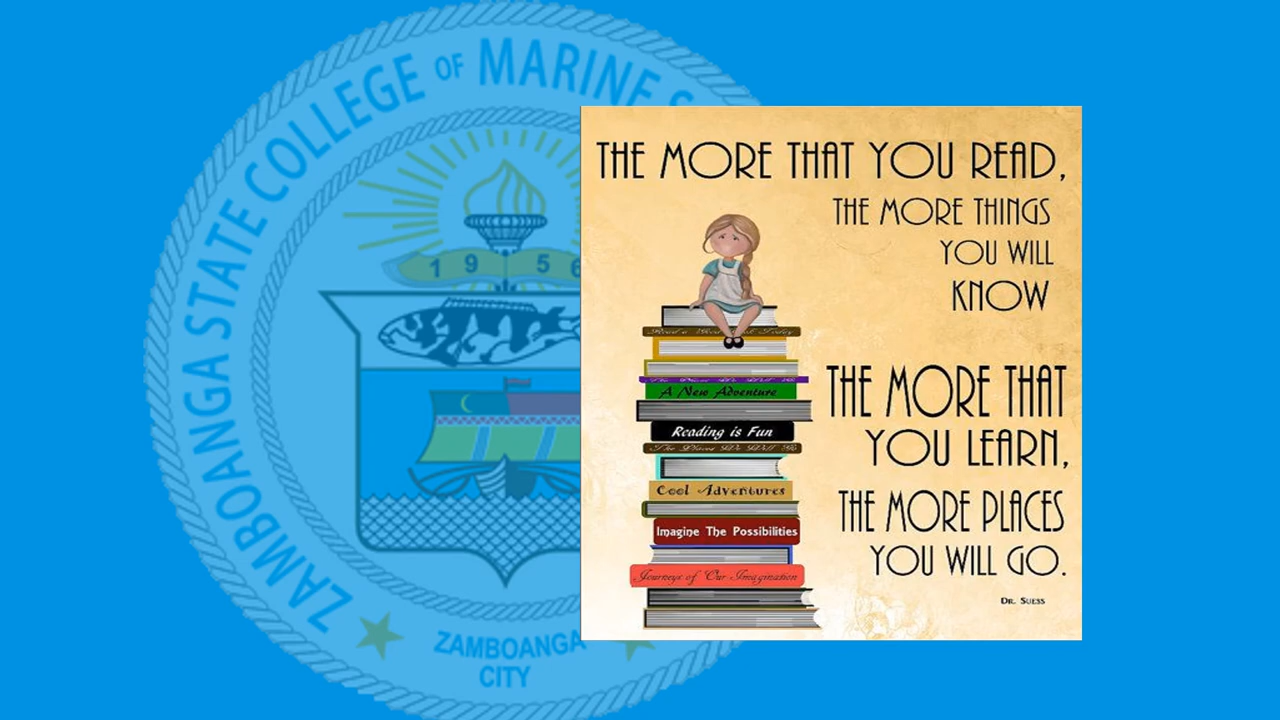 ZAMBOANGA STATE COLLEGE OF MARINE S
1956
ZAMBOANGA
CITY
THE MORE THAT YOU READ,
THE MORE THINGS
YOU WILL
KNOW
THE MORE THAT
YOU LEARN,
THE MORE PLACES
YOU WILL GO.
DR. SUESS
A New Adventure
Reading is Fun
Cool Adventures
Imagine The Possibilities
Journeys of Our Imagination